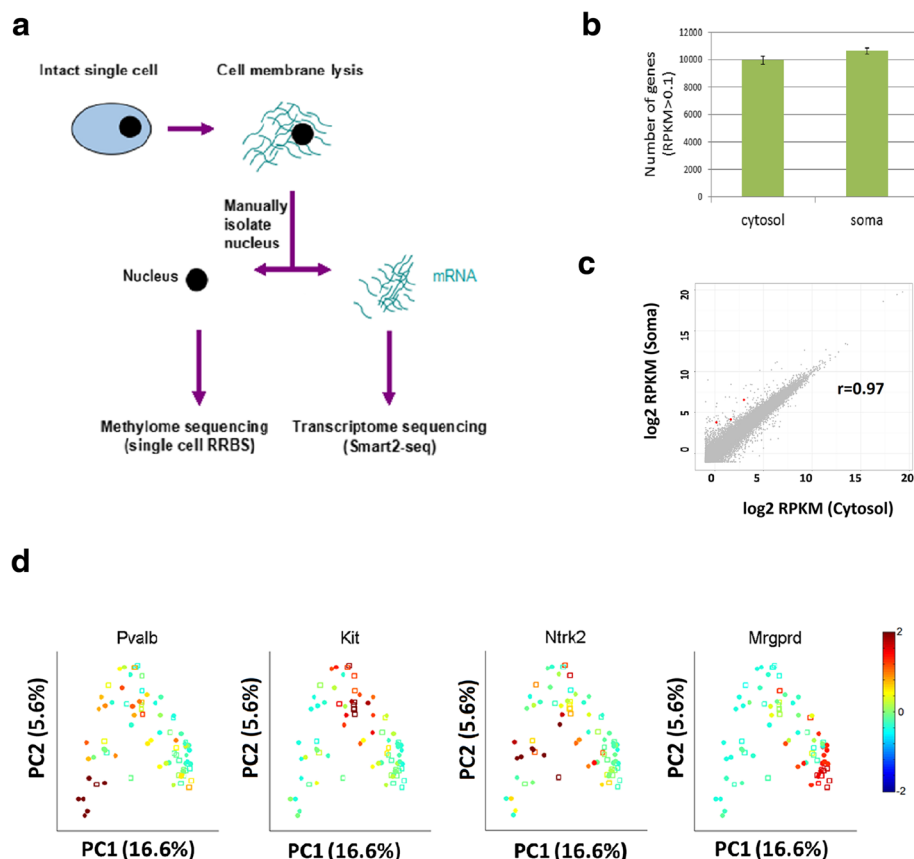 a
Intact single cell
Cell membrane lysis
Manually
isolate
nucleus
Nucleus
mRNA
Methylome sequencing
(single cell RRBS)
Transcriptome sequencing
(Smart2-seq)
b
Number of genes
(RPKM>0.1)
12000
10000
8000
6000
4000
2000
0
cytosol
soma
c
log2 RPKM (Soma)
20
15
10
5
0
r=0.97
0
5
10
15
20
log2 RPKM (Cytosol)
d
Pvalb
PC2 (5.6%)
PC1 (16.6%)
Kit
PC2 (5.6%)
PC1 (16.6%)
Ntrk2
PC2 (5.6%)
PC1 (16.6%)
Mrgprd
PC2 (5.6%)
PC1 (16.6%)
2
0
-2